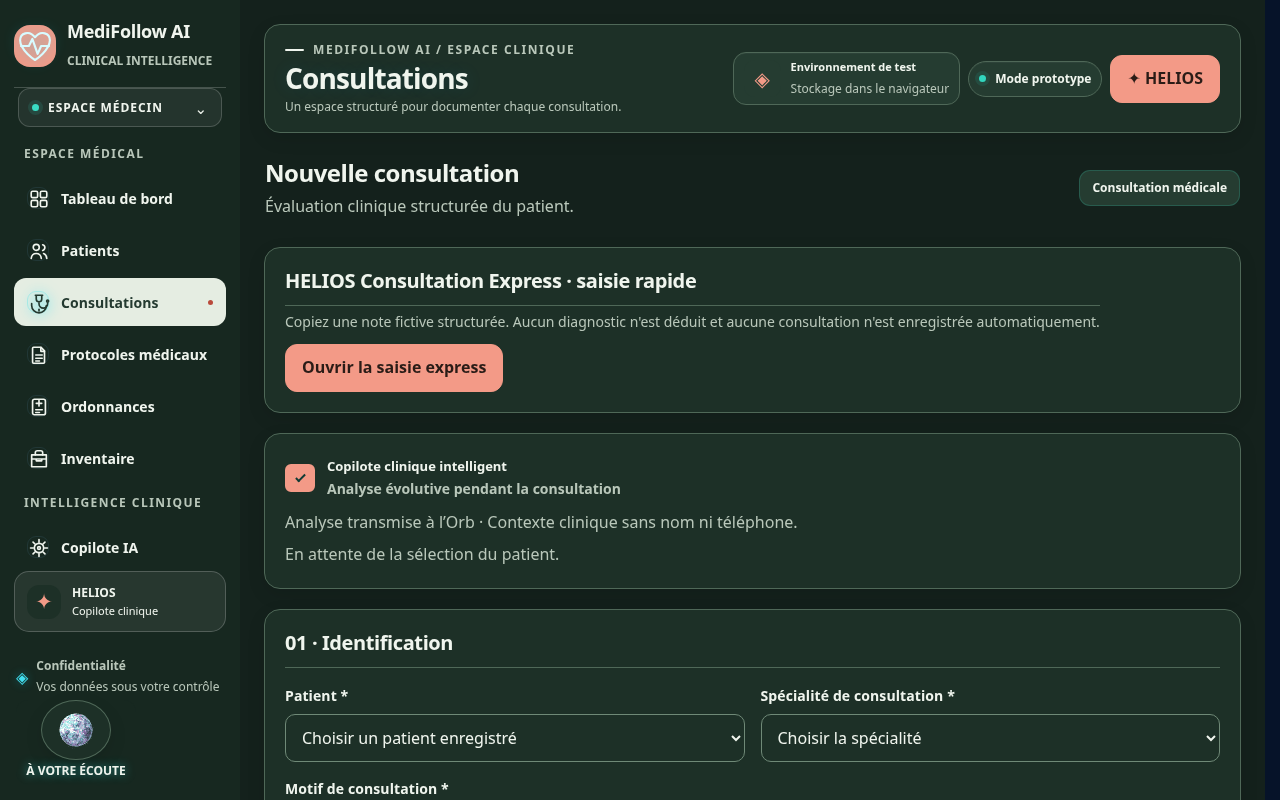 MediFollow AI
CLINICAL INTELLIGENCE
ESPACE MÉDECIN
ESPACE MÉDICAL
Tableau de bord
Patients
Consultations
Protocoles médicaux
Ordonnances
Inventaire
INTELLIGENCE CLINIQUE
Copilote IA
HELIOS
Copilote clinique
Confidentialité
Vos données sous votre contrôle
À VOTRE ÉCOUTE
MEDIFOLLOW AI / ESPACE CLINIQUE
Consultations
Un espace structuré pour documenter chaque consultation.
Environnement de test
Stockage dans le navigateur
Mode prototype
✦ HELIOS
Nouvelle consultation
Évaluation clinique structurée du patient.
Consultation médicale
HELIOS Consultation Express · saisie rapide
Copiez une note fictive structurée. Aucun diagnostic n'est déduit et aucune consultation n'est enregistrée automatiquement.
Ouvrir la saisie express
Copilote clinique intelligent
Analyse évolutive pendant la consultation
Analyse transmise à l’Orb · Contexte clinique sans nom ni téléphone.
En attente de la sélection du patient.
01 · Identification
Patient *
Spécialité de consultation *
Choisir un patient enregistré
Choisir la spécialité
Motif de consultation *